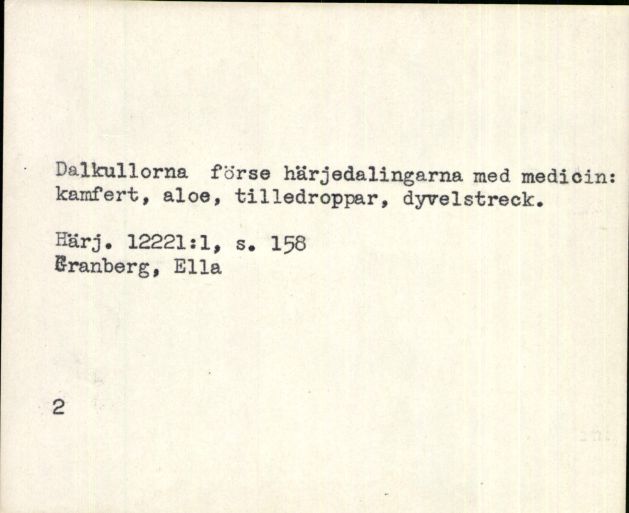 Dalkullorna förse härjedalingarna med medicin:
kamfert, aloe, tilledroppar, dyvelstreck.
Härj. 12221:1, s. 158
Granberg, Ella
2